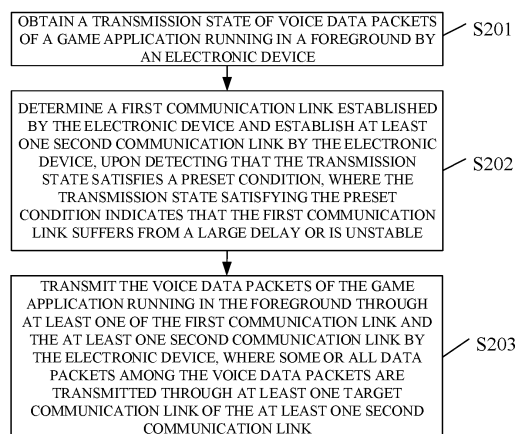 OBTAIN A TRANSMISSION STATE OF VOICE DATA PACKETS
OF A GAME APPLICATION RUNNING IN A FOREGROUND BY
AN ELECTRONIC DEVICE
S201
DETERMINE A FIRST COMMUNICATION LINK ESTABLISHED
BY THE ELECTRONIC DEVICE AND ESTABLISH AT LEAST
ONE SECOND COMMUNICATION LINK BY THE ELECTRONIC
DEVICE, UPON DETECTING THAT THE TRANSMISSION
STATE SATISFIES A PRESET CONDITION, WHERE THE
TRANSMISSION STATE SATISFYING THE PRESET
CONDITION INDICATES THAT THE FIRST COMMUNICATION
LINK SUFFERS FROM A LARGE DELAY OR IS UNSTABLE
S202
TRANSMIT THE VOICE DATA PACKETS OF THE GAME
APPLICATION RUNNING IN THE FOREGROUND THROUGH
AT LEAST ONE OF THE FIRST COMMUNICATION LINK AND
THE AT LEAST ONE SECOND COMMUNICATION LINK BY
THE ELECTRONIC DEVICE, WHERE SOME OR ALL DATA
PACKETS AMONG THE VOICE DATA PACKETS ARE
TRANSMITTED THROUGH AT LEAST ONE TARGET
COMMUNICATION LINK OF THE AT LEAST ONE SECOND
COMMUNICATION LINK
S203